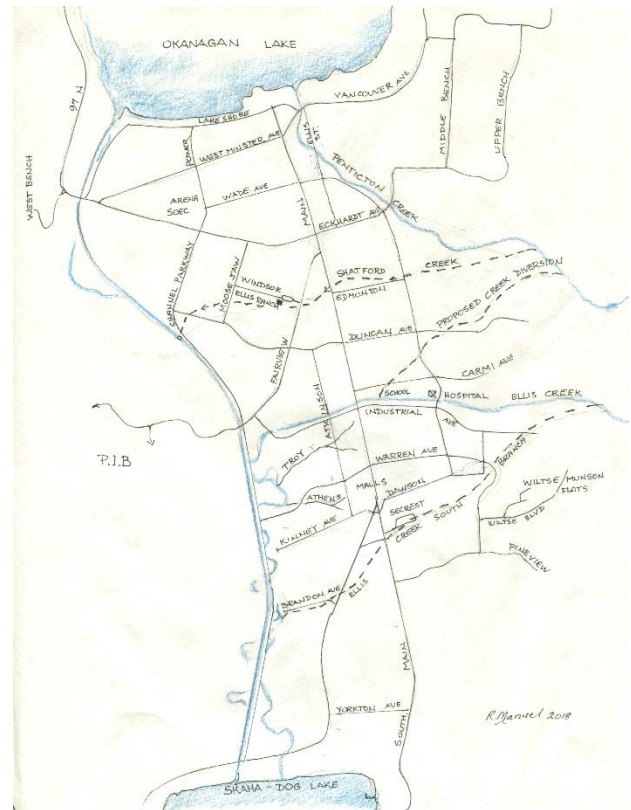 OKANAGAN LAKE
97 N
VANCOUVER AVE
MIDDLE BENCH
UPPER BENCH
LAKESHORE
ELLIS ST.
POWER
WESTMINSTER AVE
WEST BENCH
PENTICTON CREEK
ARENA
SOEC
WADE AVE
MAIN
ECKHARDT AVE
CHANNEL PARKWAY
MOOSE JAW
WINDSOR
ELLIS RANCH
SHATFORD CREEK
EDMONTON
PROPOSED CREEK DIVERSION
DUNCAN AVE
FAIRVIEW
CARMI AVE
ATKINSON
SCHOOL
HOSPITAL
ELLIS CREEK
INDUSTRIAL AVE
P.I.B
TROY
WARREN AVE
BRANCH
MALLS
DAWSON
ATHENS
SECREST
WILTSE/MUNSON
FLATS
WILTSE BLVD
KINNEY AVE
CREEK SOUTH
PINEVIEW
BRANDON AVE
ELLIS
SOUTH MAIN
YORKTON AVE
R Manuel 2018
SKAHA - DOG LAKE